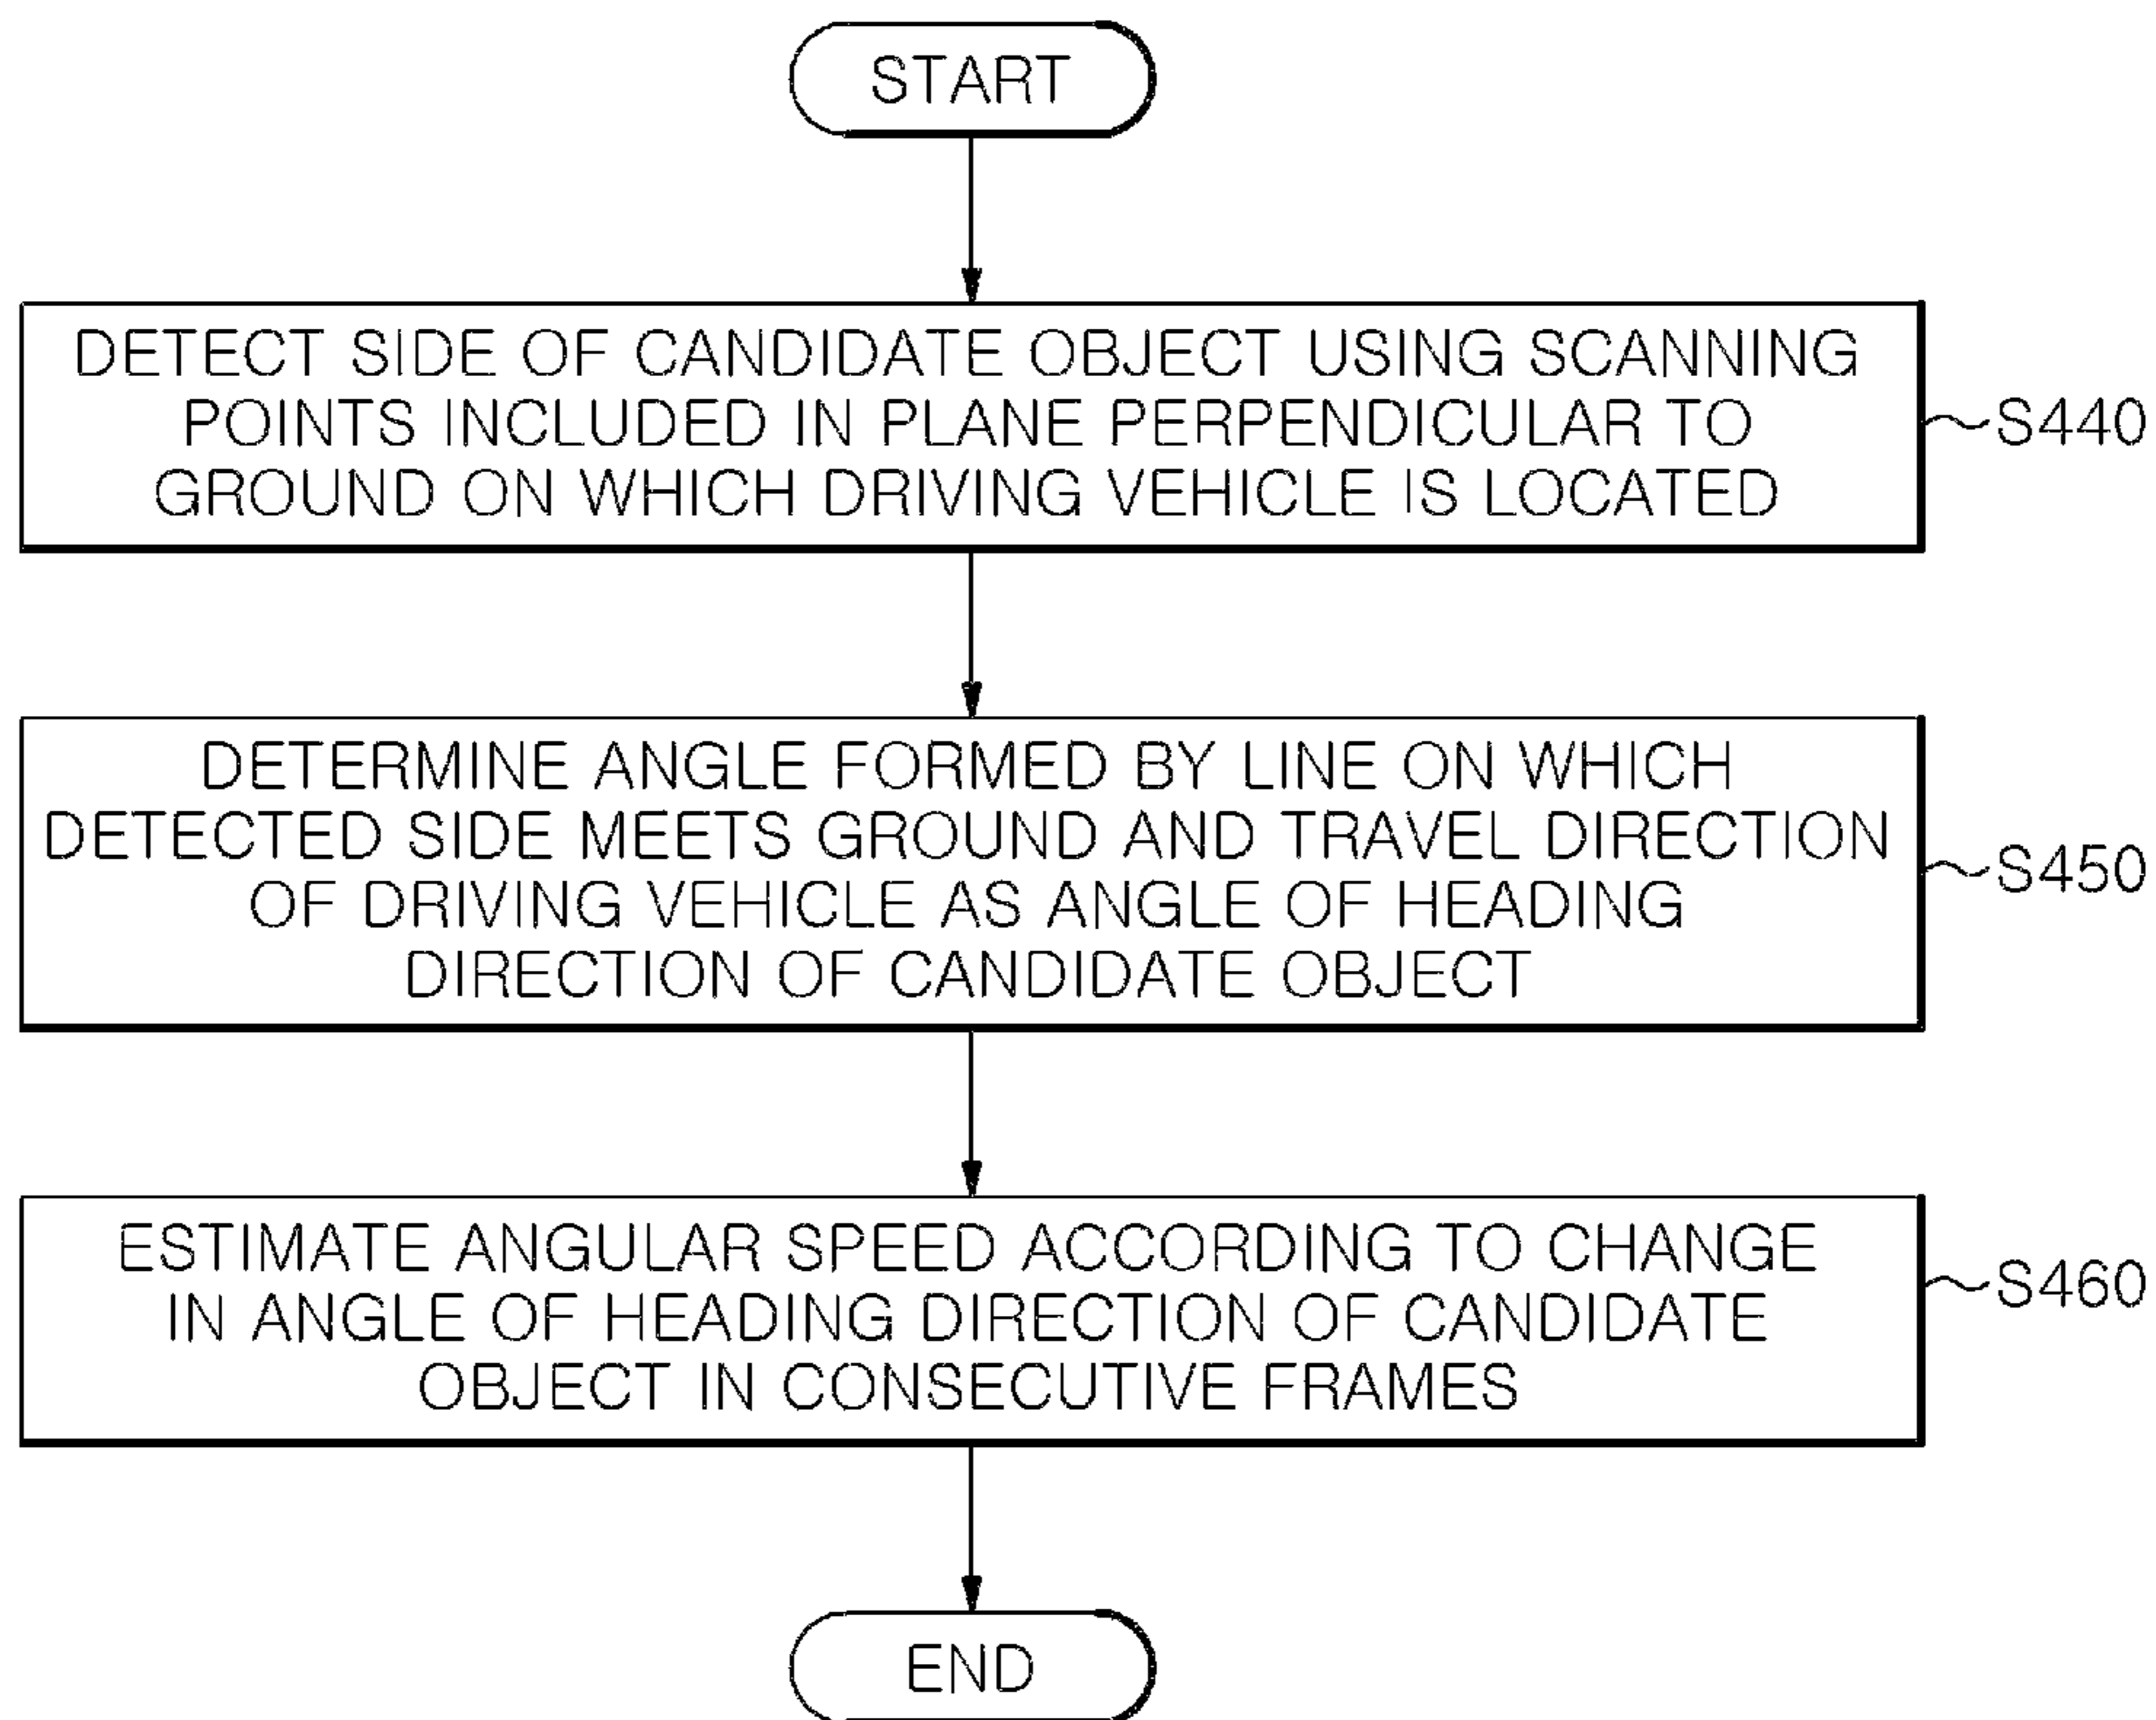 START
DETECT SIDE OF CANDIDATE OBJECT USING SCANNING
POINTS INCLUDED IN PLANE PERPENDICULAR TO
GROUND ON WHICH DRIVING VEHICLE IS LOCATED
S440
DETERMINE ANGLE FORMED BY LINE ON WHICH
DETECTED SIDE MEETS GROUND AND TRAVEL DIRECTION
OF DRIVING VEHICLE AS ANGLE OF HEADING
DIRECTION OF CANDIDATE OBJECT
S450
ESTIMATE ANGULAR SPEED ACCORDING TO CHANGE
IN ANGLE OF HEADING DIRECTION OF CANDIDATE
OBJECT IN CONSECUTIVE FRAMES
S460
END